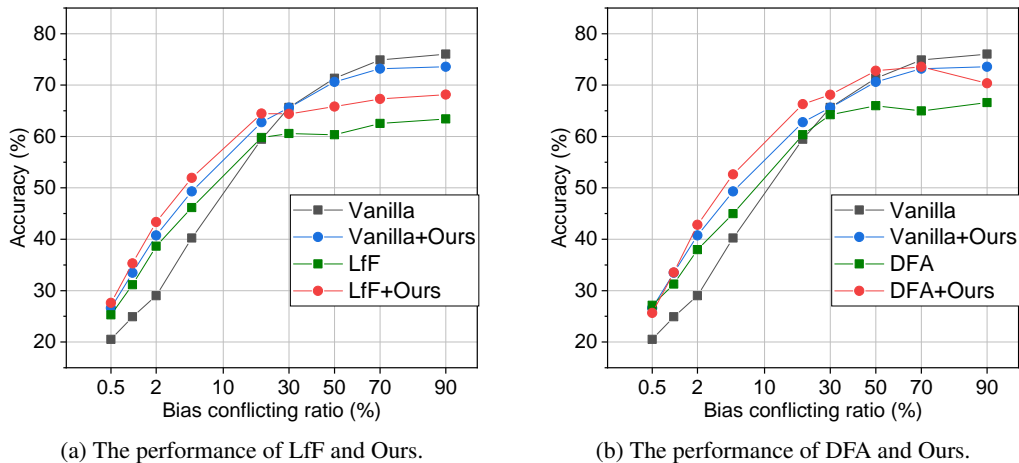 80
70
60
50
40
30
20
Accuracy (%)
0.5 2 10 30 50 70 90
Bias conflicting ratio (%)
Vanilla
Vanilla+Ours
LfF
LfF+Ours
(a) The performance of LfF and Ours.
80
70
60
50
40
30
20
Accuracy (%)
0.5 2 10 30 50 70 90
Bias conflicting ratio (%)
Vanilla
Vanilla+Ours
DFA
DFA+Ours
(b) The performance of DFA and Ours.